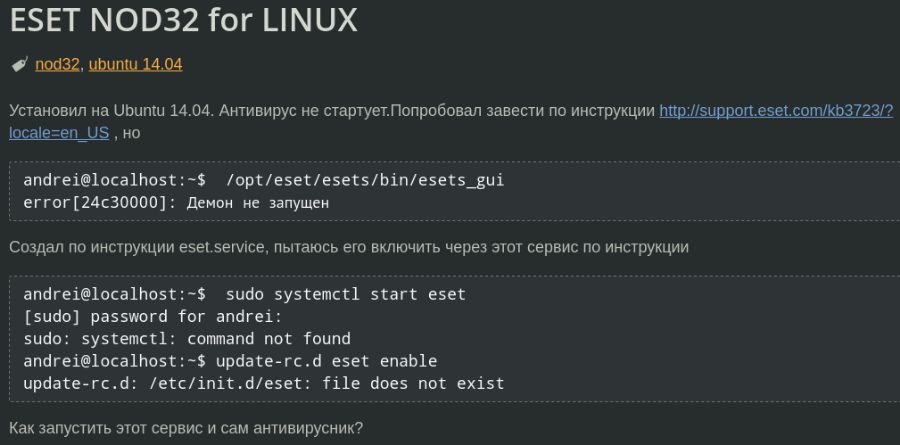 ESET NOD32 for LINUX
nod32, ubuntu 14.04
Установил на Ubuntu 14.04. Антивирус не стартует.Попробовал завести по инструкции http://support.eset.com/kb3723/?
locale=en_US , но
andrei@localhost:~$  /opt/eset/esets/bin/esets_gui
error[24c30000]: Демон не запущен
Создал по инструкции eset.service, пытаюсь его включить через этот сервис по инструкции
andrei@localhost:~$  sudo systemctl start eset
[sudo] password for andrei:
sudo: systemctl: command not found
andrei@localhost:~$ update-rc.d eset enable
update-rc.d: /etc/init.d/eset: file does not exist
Как запустить этот сервис и сам антивирусник?